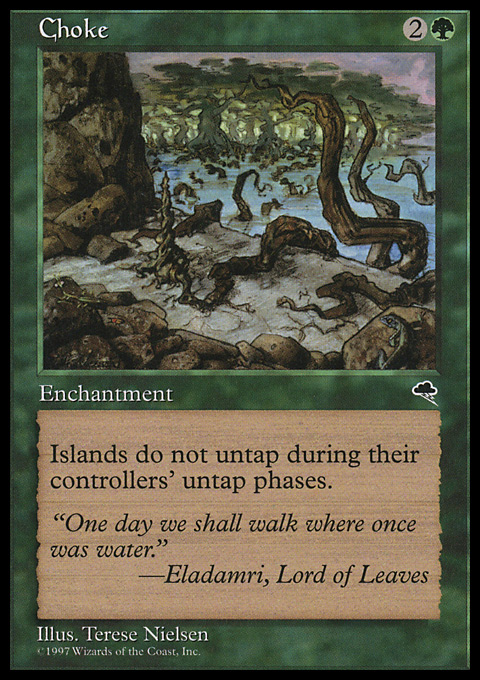 Choke
2
Enchantment
Islands do not untap during their
controllers' untap phases.
"One day we shall walk where once
was water."
—Eladamri, Lord of Leaves
Illus. Terese Nielsen
©1997 Wizards of the Coast, Inc.